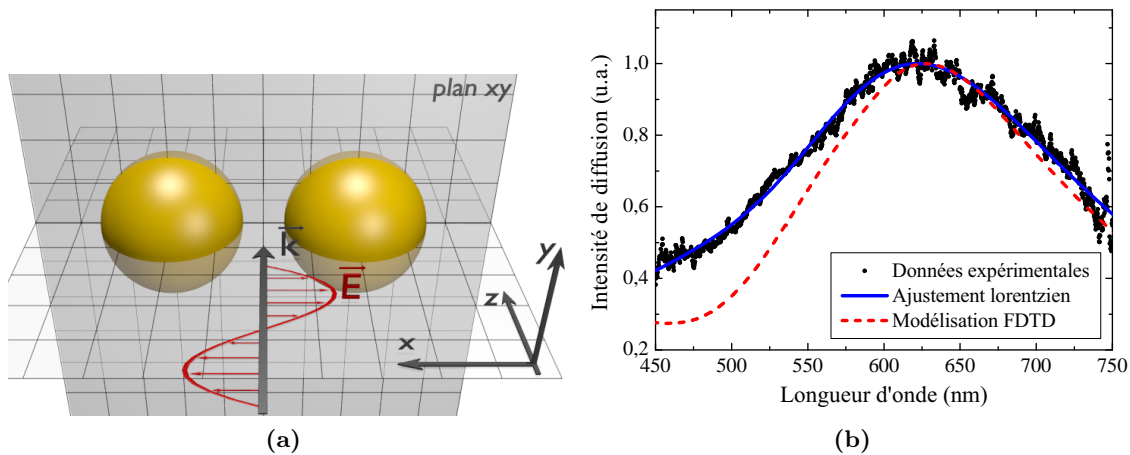 plan xy
k
E
x
y
z
(a)
Intensité de diffusion (u.a.)
1,0
0,8
0,6
0,4
0,2
450 500 550 600 650 700 750
Longueur d'onde (nm)
Données expérimentales
Ajustement lorentzien
Modélisation FDTD
(b)